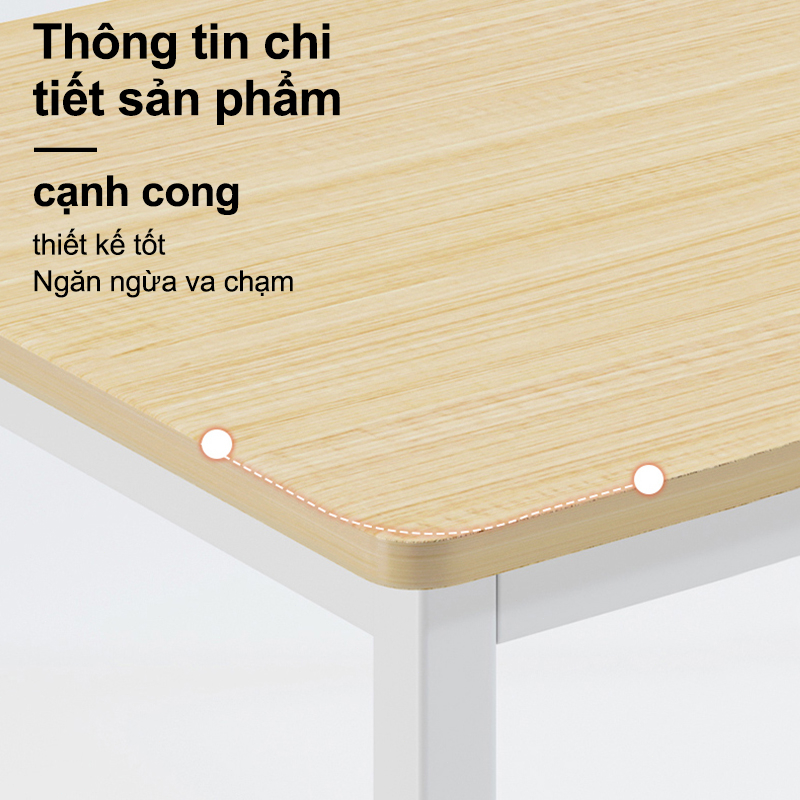 Thông tin chi
tiết sản phẩm
cạnh cong
thiết kế tốt
Ngăn ngừa va chạm